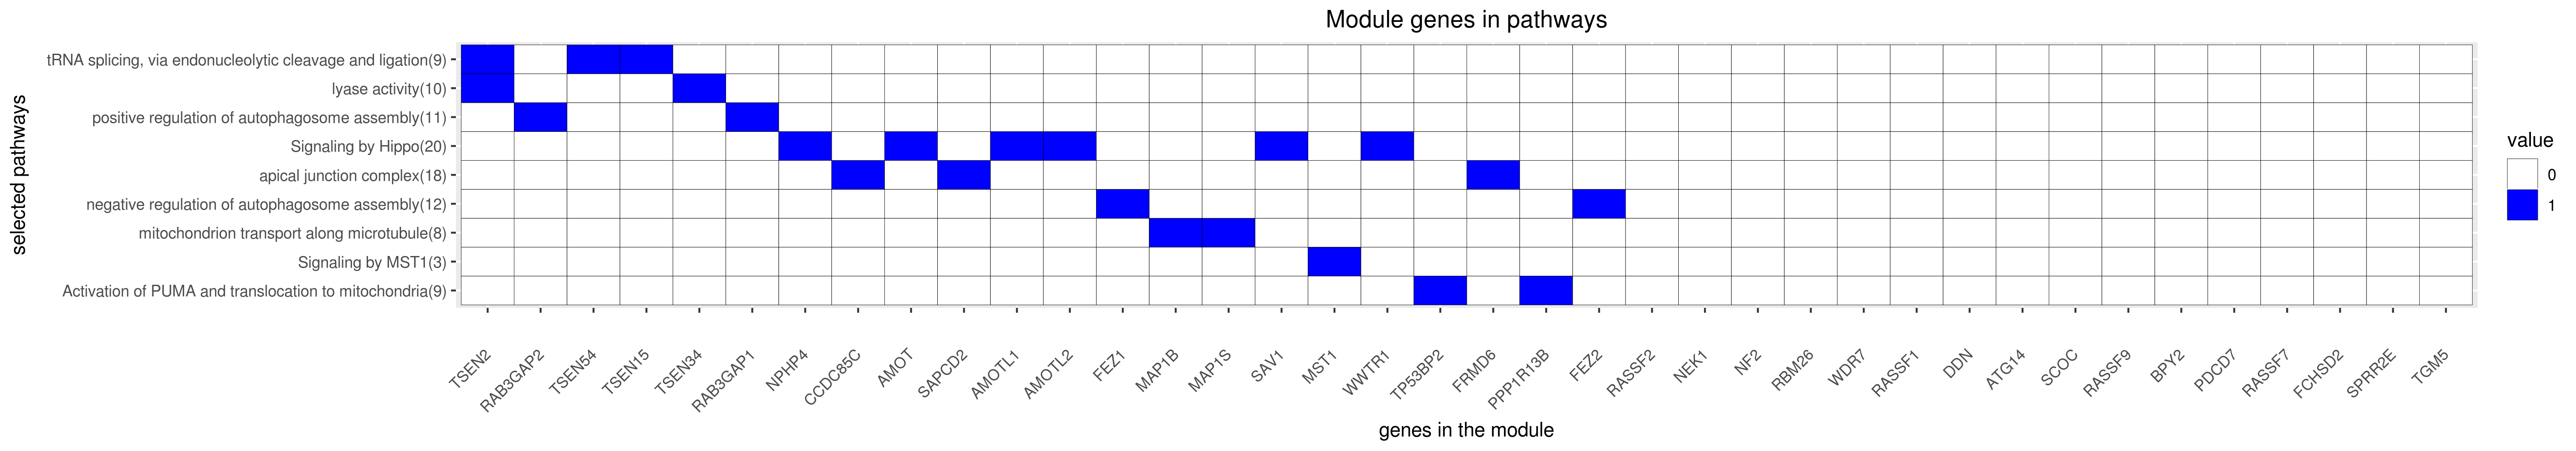 Module genes in pathways
selected pathways
tRNA splicing, via endonucleolytic cleavage and ligation(9)
lyase activity(10)
positive regulation of autophagosome assembly(11)
Signaling by Hippo(20)
apical junction complex(18)
negative regulation of autophagosome assembly(12)
mitochondrion transport along microtubule(8)
Signaling by MST1(3)
Activation of PUMA and translocation to mitochondria(9)
TSEN2
RAB3GAP2
TSEN54
TSEN15
TSEN34
RAB3GAP1
NPHP4
CCDC85C
AMOT
SAPCD2
AMOTL1
AMOTL2
FEZ1
MAP1B
MAP1S
SAV1
MST1
WWTR1
TP53BP2
FRMD6
PPP1R13B
FEZ2
RASSF2
NEK1
NF2
RBM26
WDR7
RASSF1
DDN
ATG14
SCOC
RASSF9
BPY2
PDCD7
RASSF7
FCHSD2
SPRR2E
TGM5
genes in the module
value
0
1